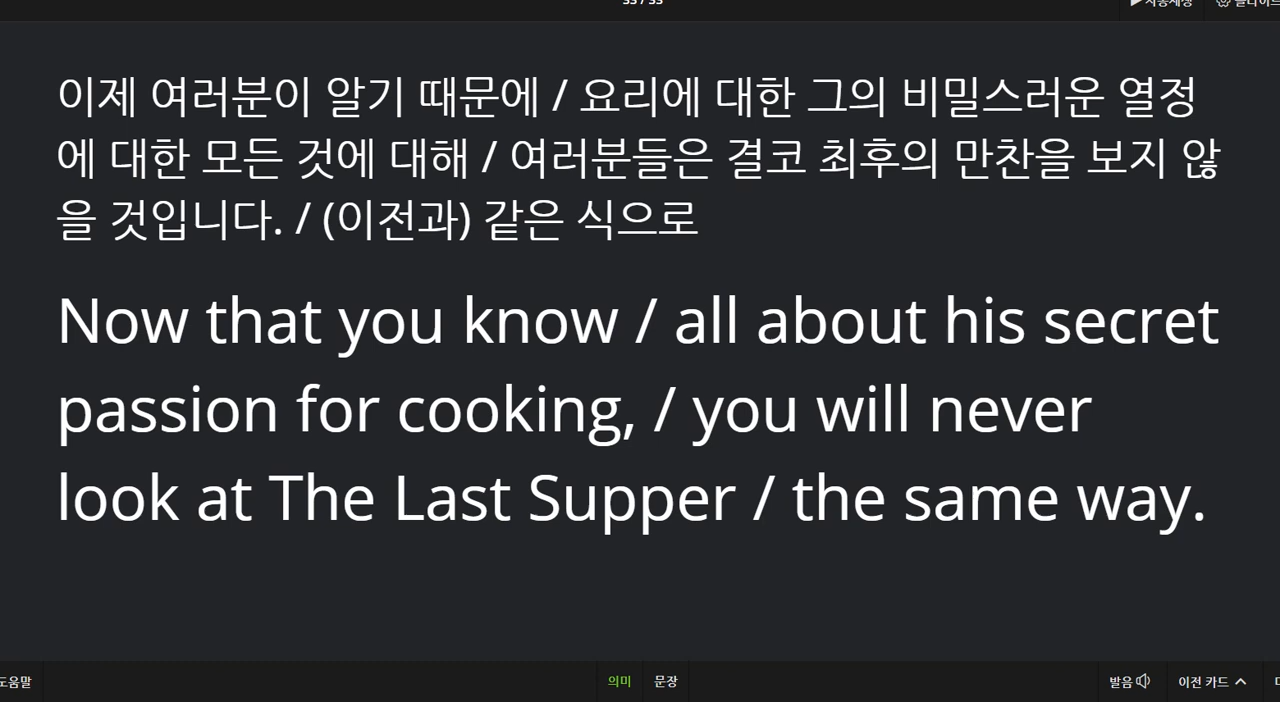 33 / 33
이제 여러분이 알기 때문에 / 요리에 대한 그의 비밀스러운 열정
에 대한 모든 것에 대해 / 여러분들은 결코 최후의 만찬을 보지 않
을 것입니다. / (이전과) 같은 식으로
Now that you know / all about his secret
passion for cooking, / you will never
look at The Last Supper / the same way.
도움말 의미 문장 발음 이전 카드